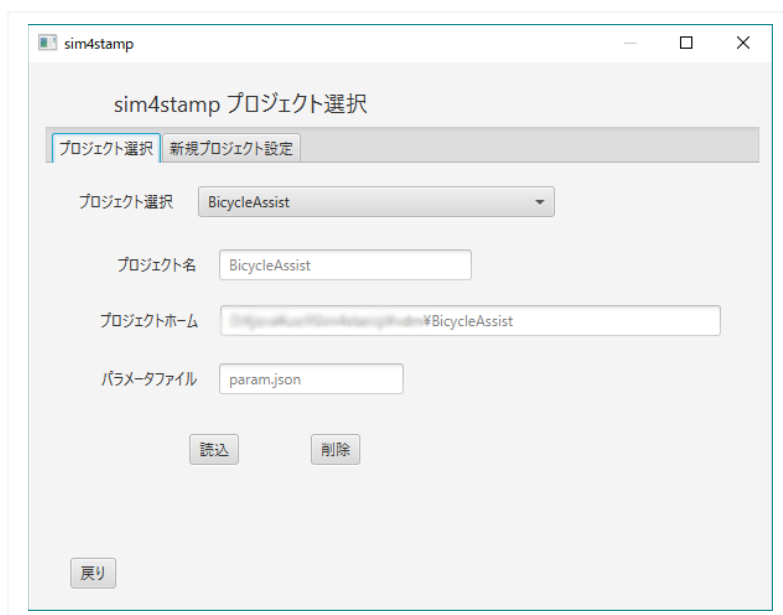 sim4stamp
sim4stamp プロジェクト選択
プロジェクト選択 新規プロジェクト設定
プロジェクト選択 BicycleAssist
プロジェクト名 BicycleAssist
プロジェクトホーム ¥BicycleAssist
パラメータファイル param.json
読込 削除
戻り